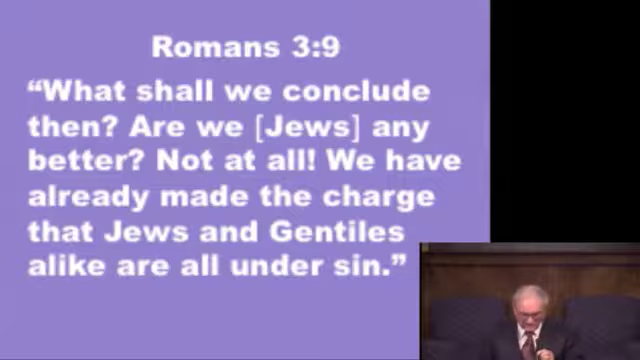 Romans 3:9
“What shall we conclude
then? Are we [Jews] any
better? Not at all! We have
already made the charge
that Jews and Gentiles
alike are all under sin.”